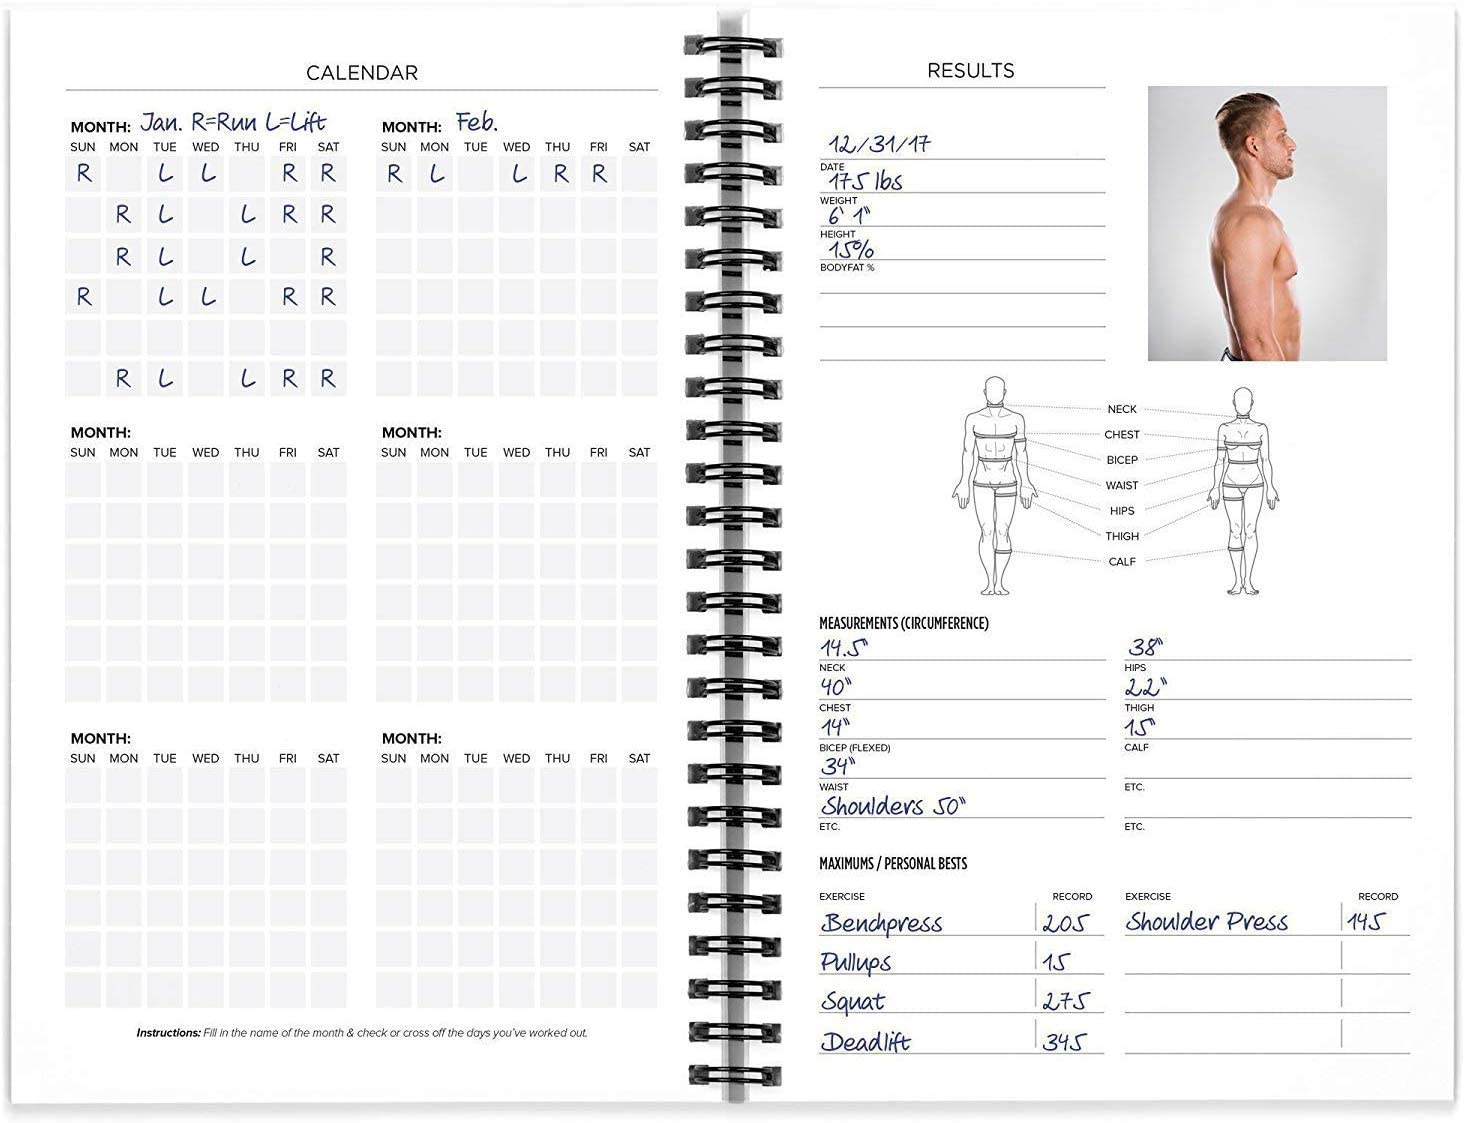 CALENDAR
MONTH: Jan. R=Run L=Lift
SUN MON TUE WED THU FRI SAT
R L L R R
R L L R R
R L L R
R L L R R
R L L R R
MONTH: Feb.
SUN MON TUE WED THU FRI SAT
R L L R R
MONTH:
SUN MON TUE WED THU FRI SAT
MONTH:
SUN MON TUE WED THU FRI SAT
MONTH:
SUN MON TUE WED THU FRI SAT
MONTH:
SUN MON TUE WED THU FRI SAT
Instructions: Fill in the name of the month & check or cross off the days you've worked out.
RESULTS
12/31/17
DATE
175 lbs
WEIGHT
6' 1"
HEIGHT
15%
BODYFAT %
NECK
CHEST
BICEP
WAIST
HIPS
THIGH
CALF
MEASUREMENTS (CIRCUMFERENCE)
14.5"
NECK
40"
CHEST
14"
BICEP (FLEXED)
34"
WAIST
Shoulders 50"
ETC.
38"
HIPS
22"
THIGH
15"
CALF
ETC.
ETC.
MAXIMUMS / PERSONAL BESTS
EXERCISE RECORD
Benchpress 205
Pullups 15
Squat 275
Deadlift 345
EXERCISE RECORD
Shoulder Press 145